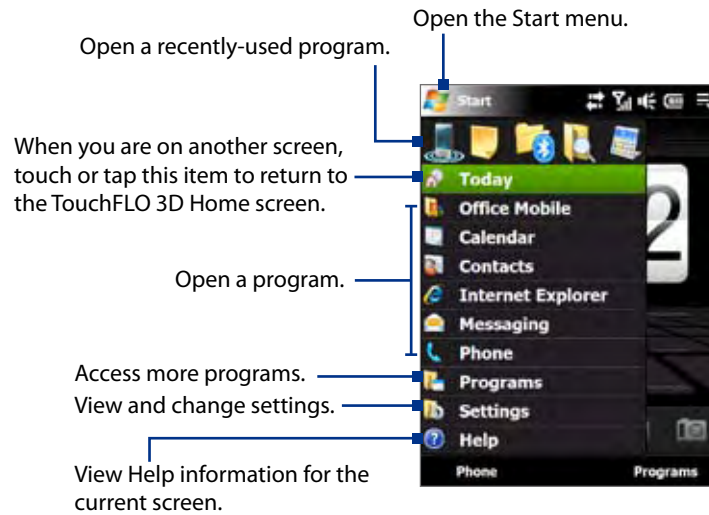 Open the Start menu.
Open a recently-used program.
Start
When you are on another screen,
touch or tap this item to return to
the TouchFLO 3D Home screen.
Today
Office Mobile
Calendar
Contacts
Internet Explorer
Messaging
Phone
Programs
Settings
Help
2
Open a program.
Access more programs.
View and change settings.
View Help information for the
current screen.
Phone
Programs